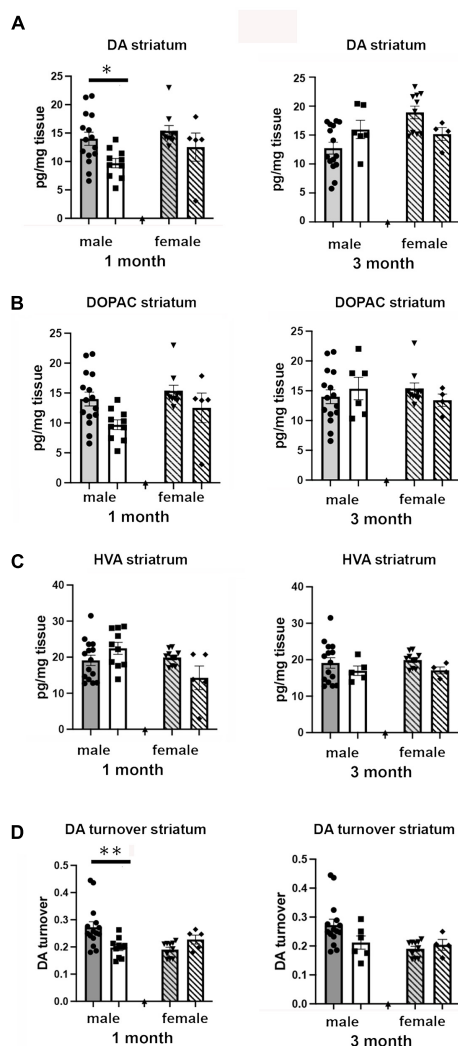 A
DA striatum
DA striatum
*
25
20
15
10
5
0
pg/mg tissue
male
female
1 month
25
20
15
10
5
0
pg/mg tissue
male
female
3 month
B
DOPAC striatum
DOPAC striatum
25
20
15
10
5
0
pg/mg tissue
male
female
1 month
25
20
15
10
5
0
pg/mg tissue
male
female
3 month
C
HVA striatrum
HVA striatrum
40
30
20
10
0
pg/mg tissue
male
female
1 month
40
30
20
10
0
pg/mg tissue
male
female
3 month
D
DA turnover striatum
DA turnover striatum
**
0.5
0.4
0.3
0.2
0.1
0.0
DA turnover
male
female
1 month
0.5
0.4
0.3
0.2
0.1
0.0
DA turnover
male
female
3 month